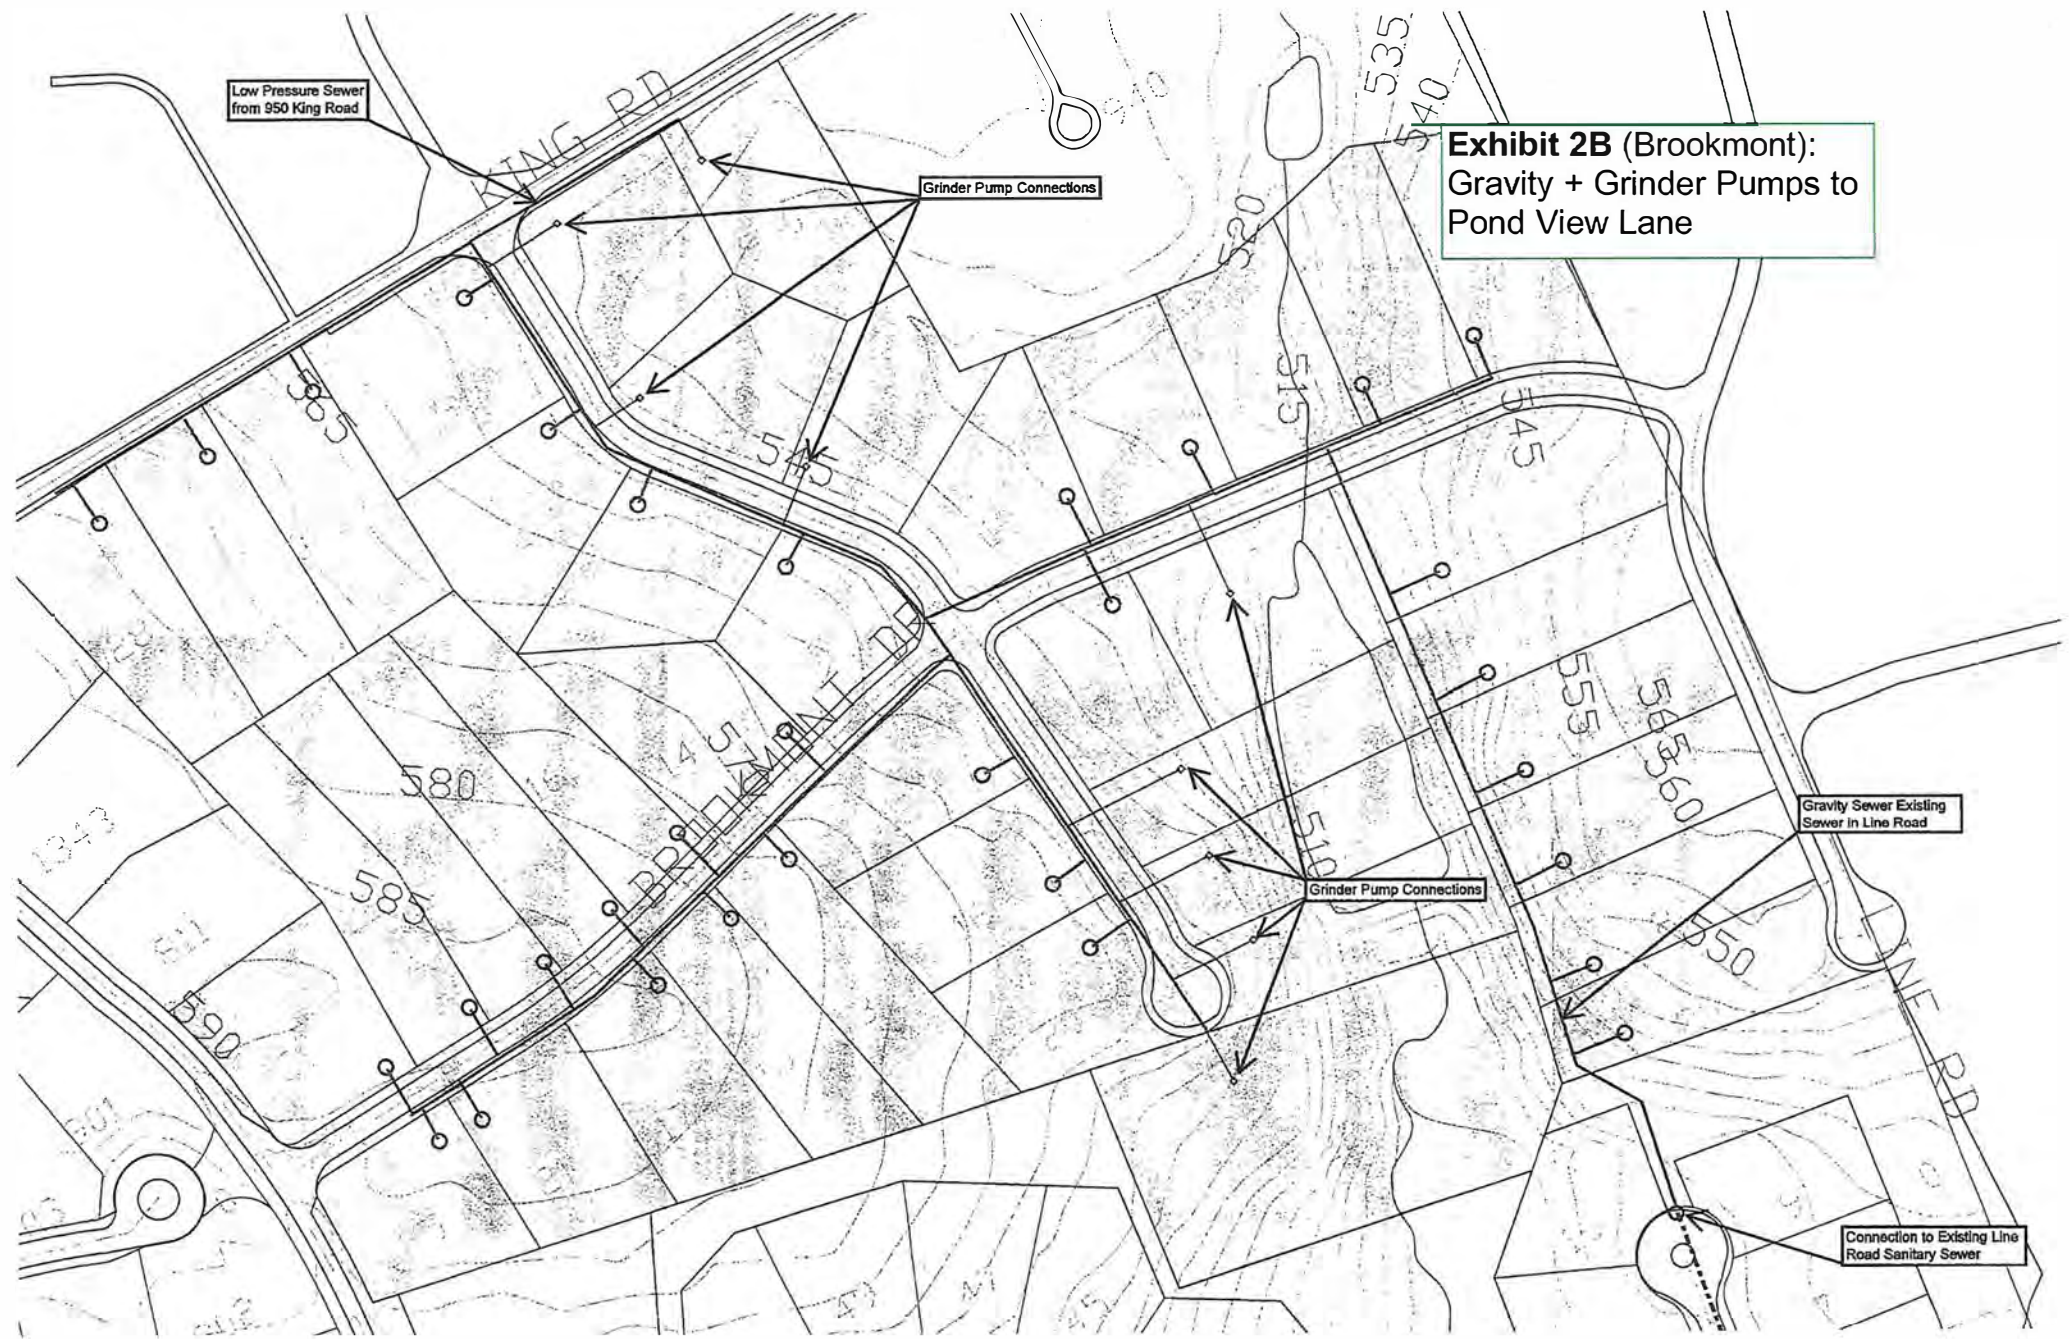 Low Pressure Sewer
from 950 King Road
KING RD
Grinder Pump Connections
535
540
Exhibit 2B (Brookmont):
Gravity + Grinder Pumps to
Pond View Lane
520
515
545
545
555
565
560
550
510
580
585
590
BROOKMONT DR
Gravity Sewer Existing
Sewer in Line Road
Grinder Pump Connections
LINE RD
Connection to Existing Line
Road Sanitary Sewer